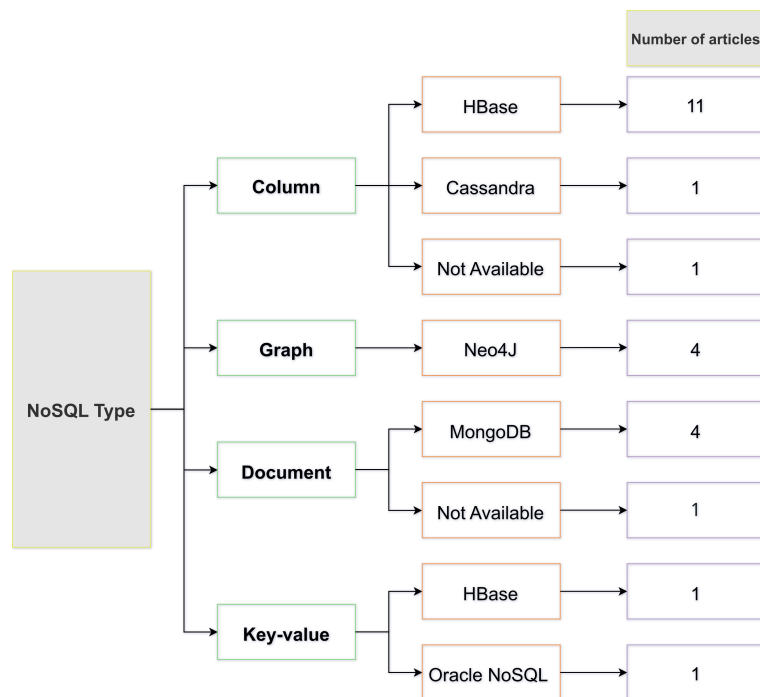 Number of articles
HBase
11
Column
Cassandra
1
Not Available
1
Graph
Neo4J
4
NoSQL Type
MongoDB
4
Document
Not Available
1
HBase
1
Key-value
Oracle NoSQL
1